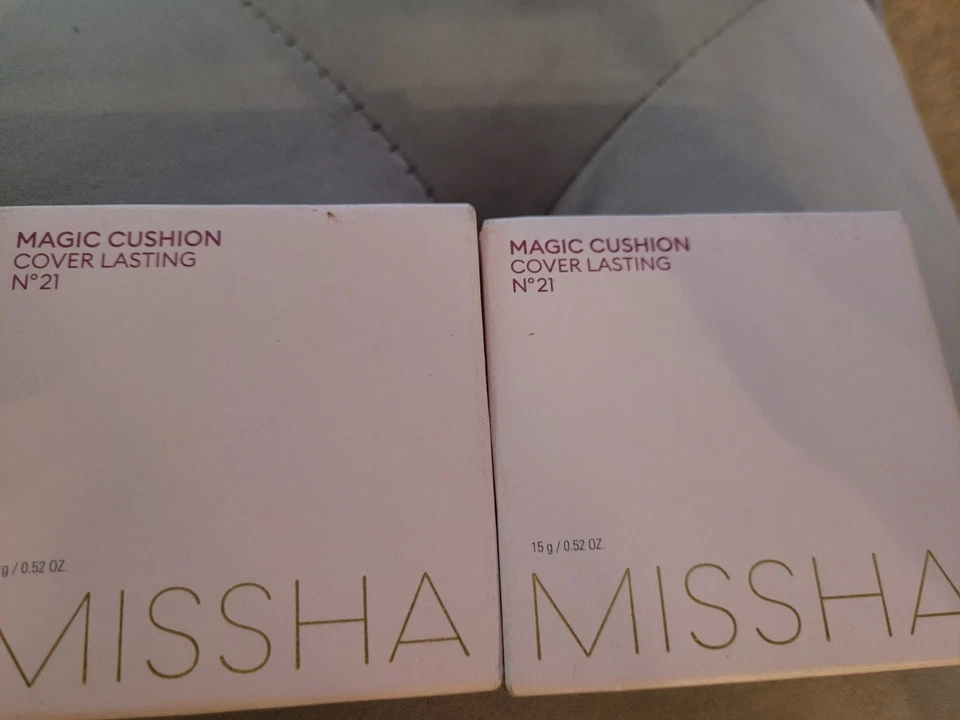 MAGIC CUSHION
COVER LASTING
N°21
g / 0.52 OZ.
MISSHA
MAGIC CUSHION
COVER LASTING
N°21
15 g / 0.52 OZ.
MISSHA